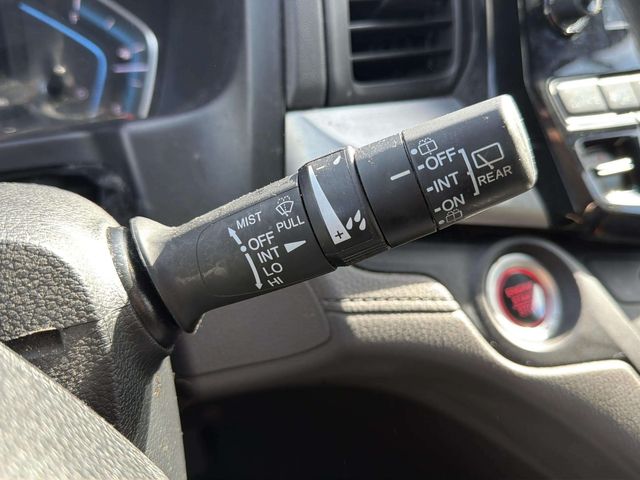 MIST
OFF
INT
LO
HI
PULL
+
OFF
INT
ON
REAR